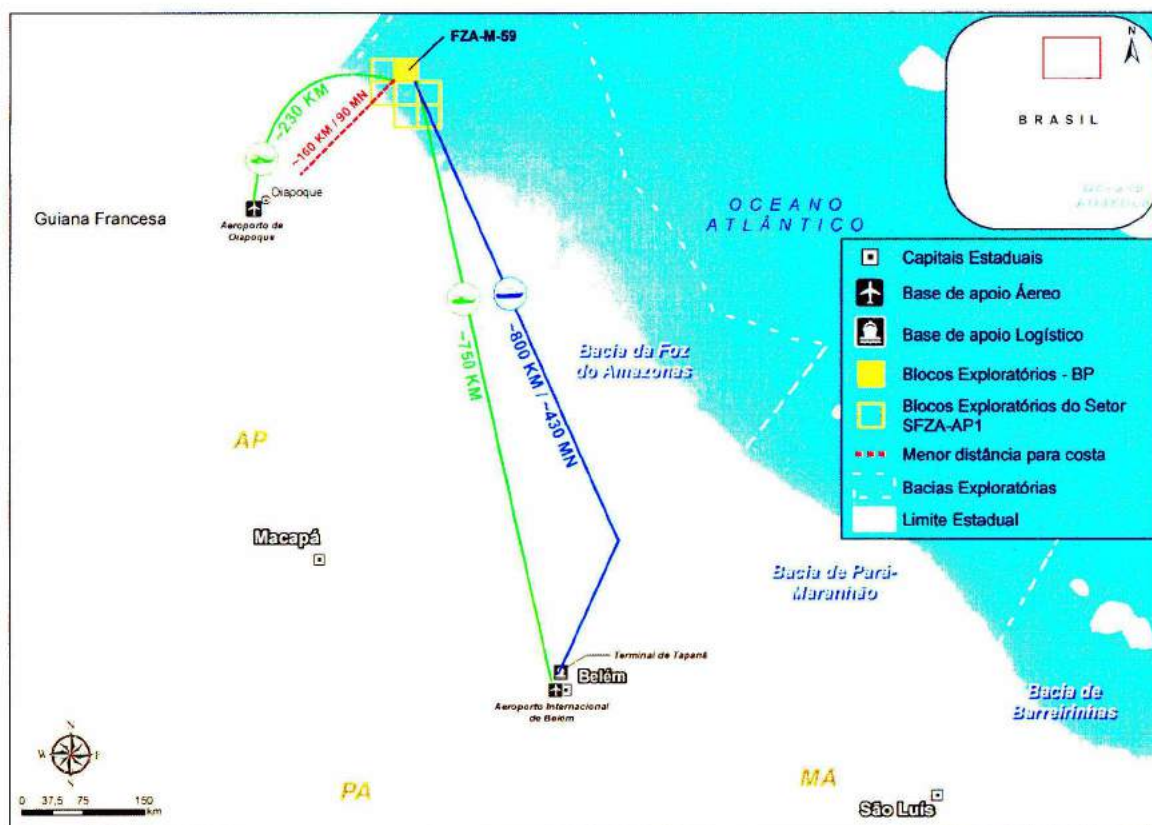 FZA-M-59
N
BRASIL
~230 KM
~160 KM / 90 MN
Oiapoque
Guiana Francesa
Aeroporto de
Oiapoque
OCEANO
ATLÂNTICO
Capitais Estaduais
Base de apoio Áereo
Base de apoio Logístico
Blocos Exploratórios - BP
Blocos Exploratórios do Setor
SFZA-AP1
Menor distância para costa
Bacias Exploratórias
Limite Estadual
~750 KM
~800 KM / ~430 MN
Bacia da Foz
do Amazonas
AP
Macapá
Bacia de Pará-
Maranhão
Terminal de Tapanã
Belém
Aeroporto Internacional
de Belém
Bacia de
Barreirinhas
N
W
S
0 37,5 75 150
km
PA
MA
São Luís